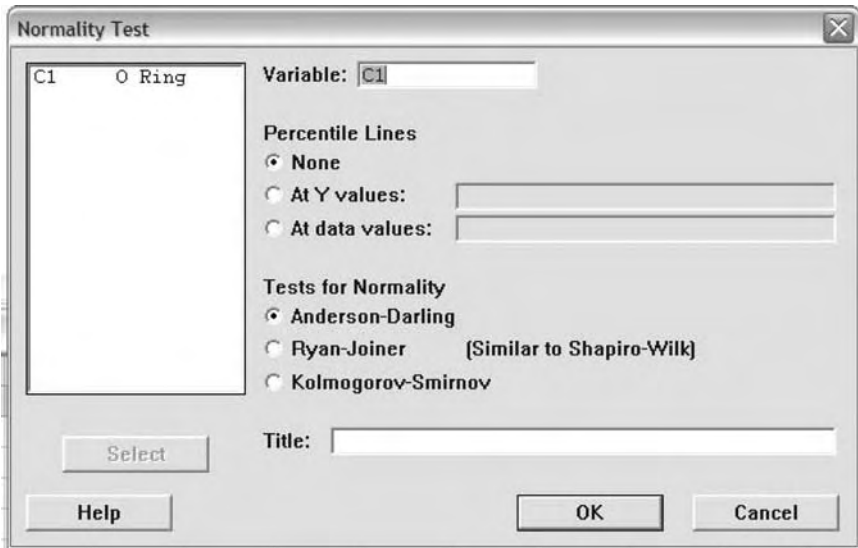 Normality Test
C1 O Ring
Variable: C1
Percentile Lines
None
At Y values:
At data values:
Tests for Normality
Anderson-Darling
Ryan-Joiner (Similar to Shapiro-Wilk)
Kolmogorov-Smirnov
Select
Title:
Help
OK
Cancel